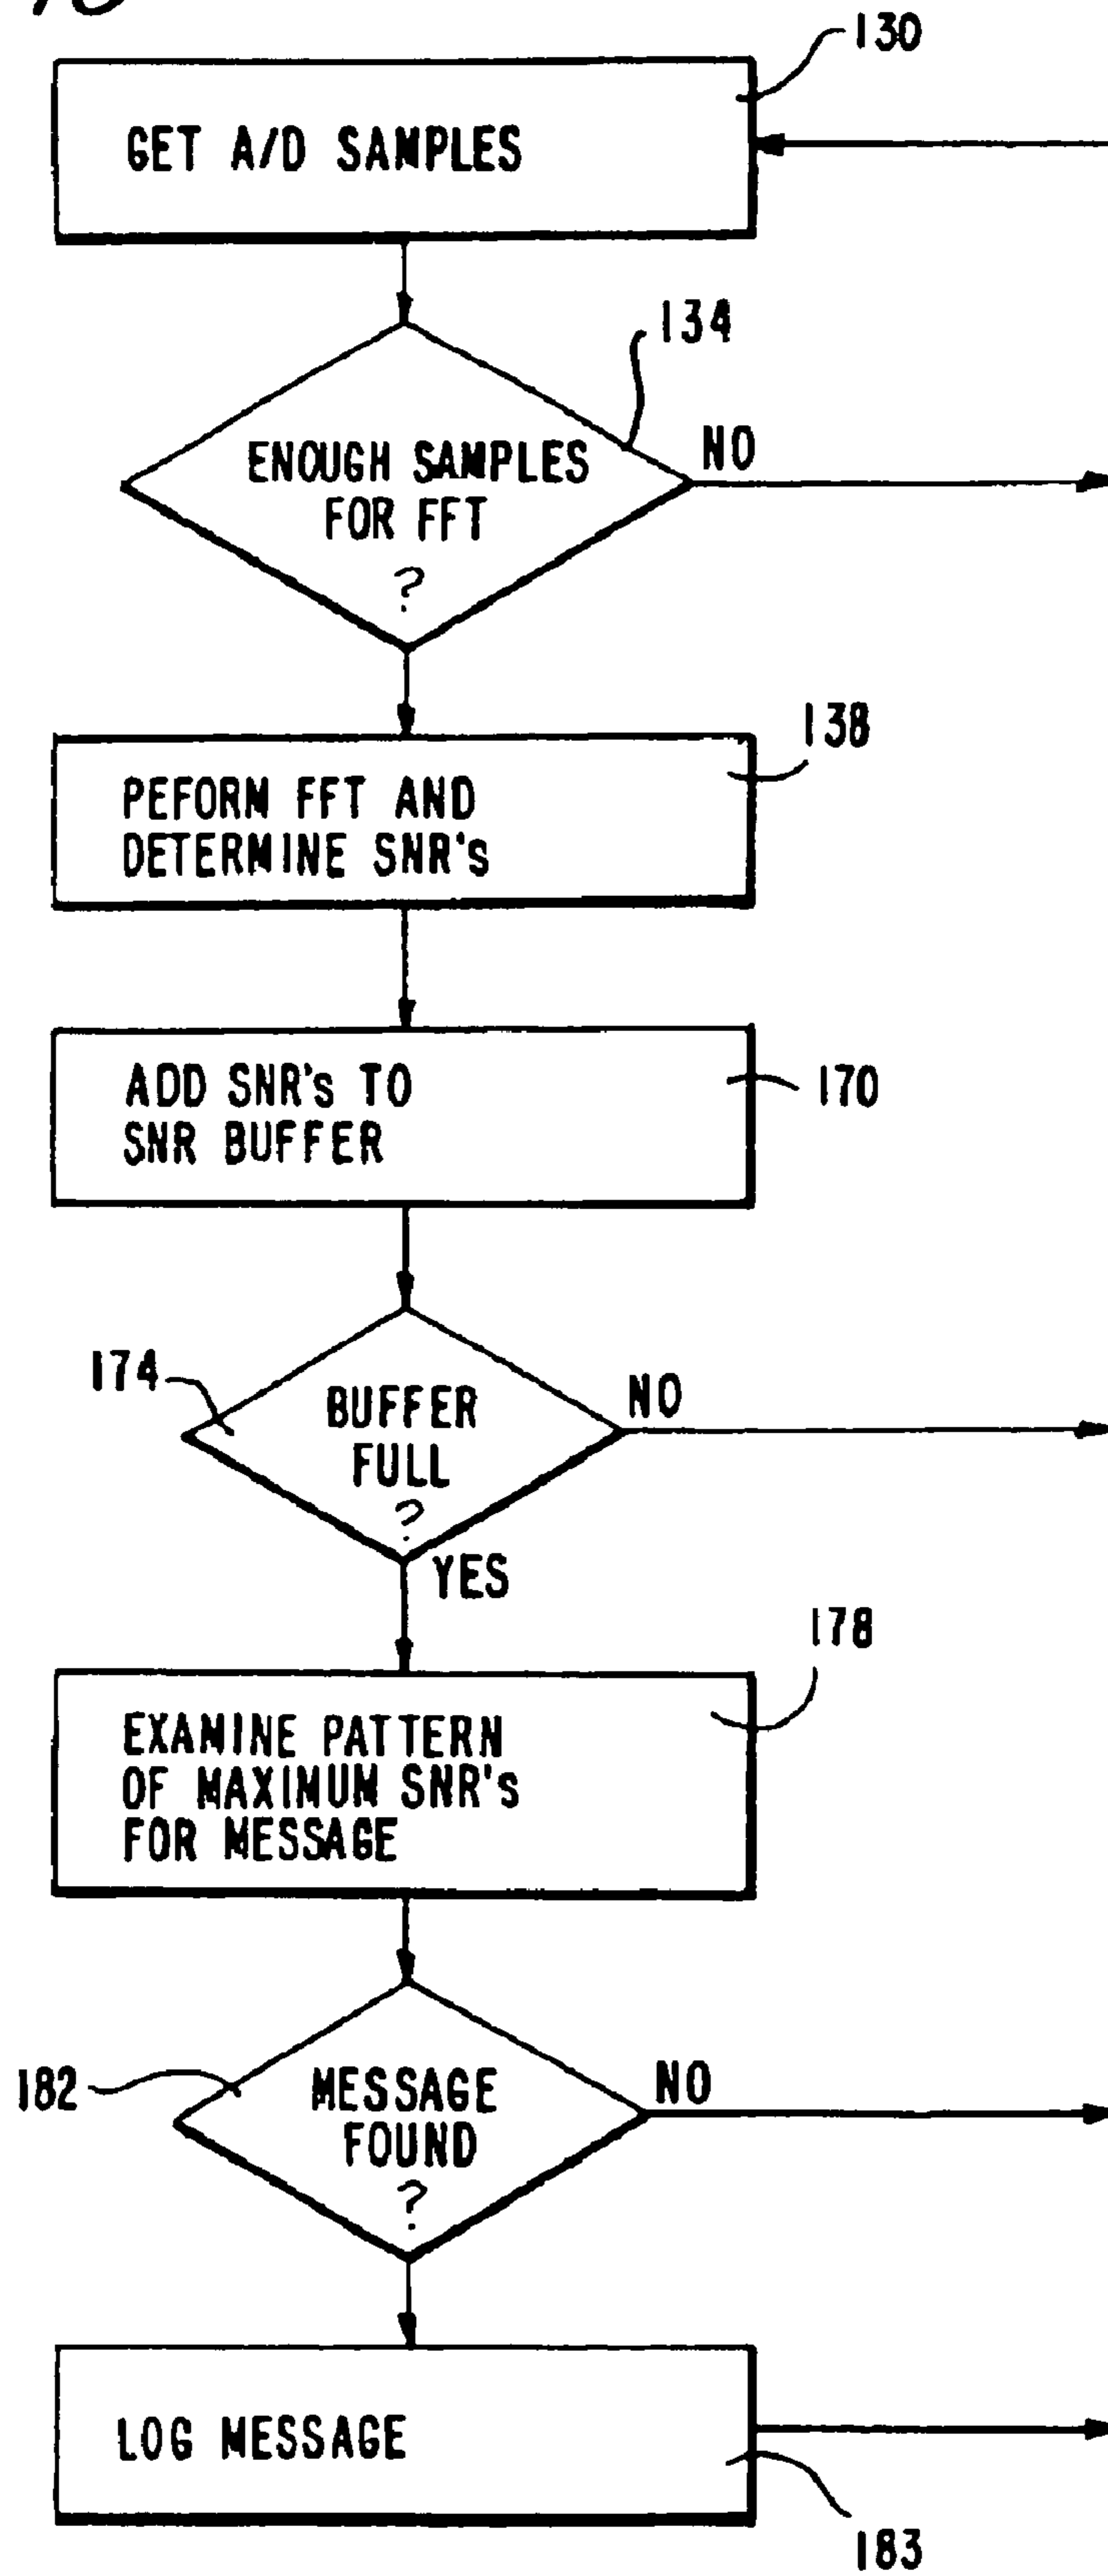 130
GET A/D SAMPLES
134
ENOUGH SAMPLES
FOR FFT
?
NO
138
PEFORM FFT AND
DETERMINE SNR's
ADD SNR's TO
SNR BUFFER
170
174
BUFFER
FULL
?
NO
YES
178
EXAMINE PATTERN
OF MAXIMUM SNR's
FOR MESSAGE
182
MESSAGE
FOUND
?
NO
LOG MESSAGE
183